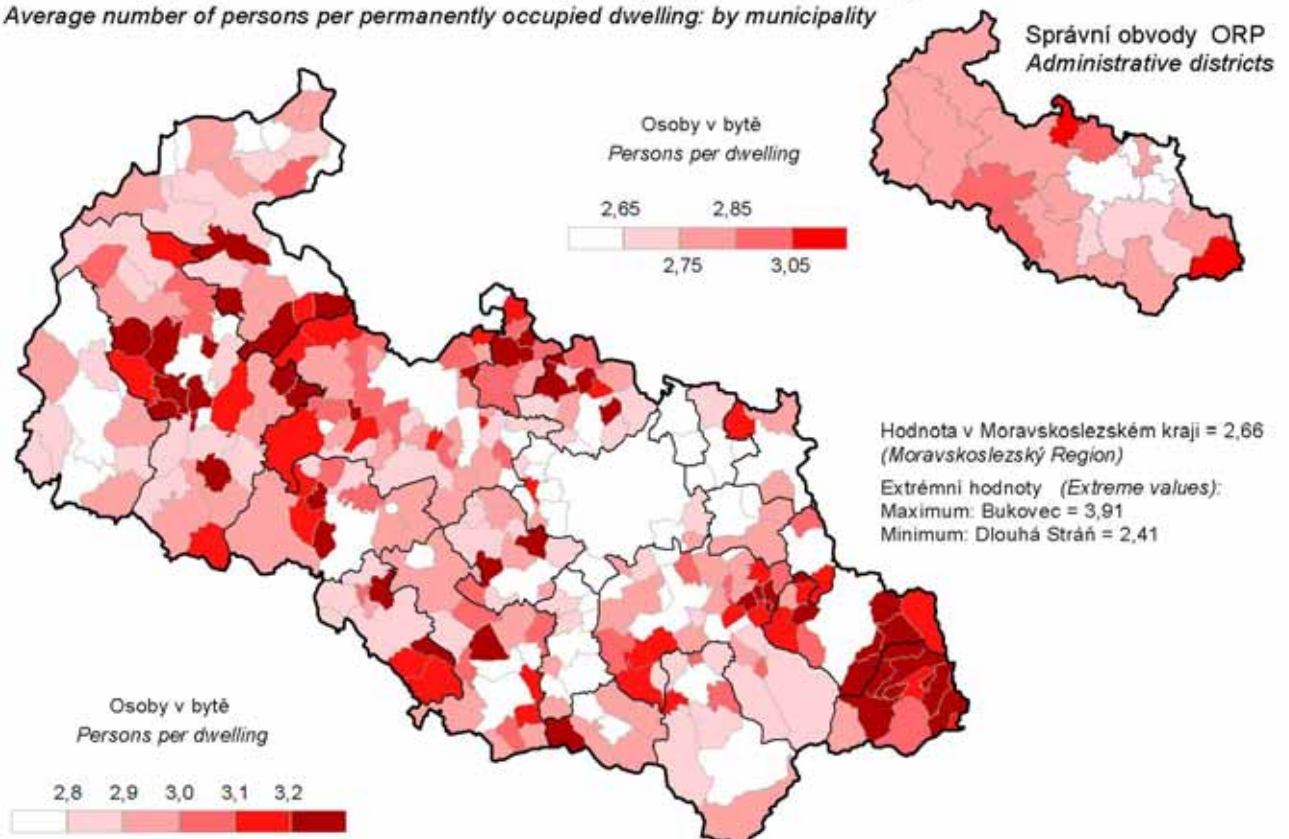 Average number of persons per permanently occupied dwelling: by municipality
Správní obvody ORP
Administrative districts
Osoby v bytě
Persons per dwelling
2,65 2,85
2,75 3,05
Hodnota v Moravskoslezském kraji = 2,66
(Moravskoslezský Region)
Extrémní hodnoty (Extreme values):
Maximum: Bukovec = 3,91
Minimum: Dlouhá Stráň = 2,41
Osoby v bytě
Persons per dwelling
2,8 2,9 3,0 3,1 3,2